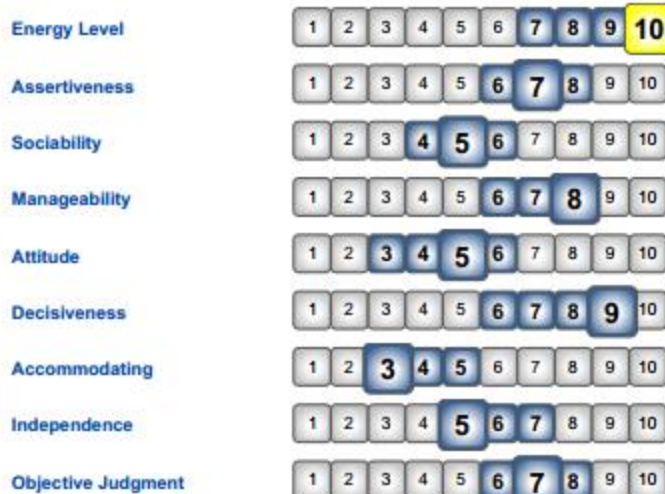 Energy Level 1 2 3 4 5 6 7 8 9 10
Assertiveness 1 2 3 4 5 6 7 8 9 10
Sociability 1 2 3 4 5 6 7 8 9 10
Manageability 1 2 3 4 5 6 7 8 9 10
Attitude 1 2 3 4 5 6 7 8 9 10
Decisiveness 1 2 3 4 5 6 7 8 9 10
Accommodating 1 2 3 4 5 6 7 8 9 10
Independence 1 2 3 4 5 6 7 8 9 10
Objective Judgment 1 2 3 4 5 6 7 8 9 10